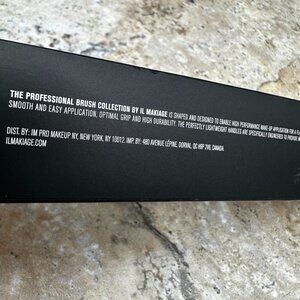 THE PROFESSIONAL BRUSH COLLECTION BY IL MAKIAGE IS SHAPED AND DESIGNED TO ENABLE HIGH PERFORMANCE MAKE-UP APPLICATION FOR A
SMOOTH AND EASY APPLICATION, OPTIMAL GRIP AND HIGH DURABILITY. THE PERFECTLY LIGHTWEIGHT HANDLES ARE SPECIFICALLY ENGINEERED TO PROVIDE
DIST. BY: IM PRO MAKEUP NY, NEW YORK, NY, 10012. IMP. BY: 480 AVENUE LÉPINE, DORVAL, QC H9P 2V6, CANADA
ILMAKIAGE.COM